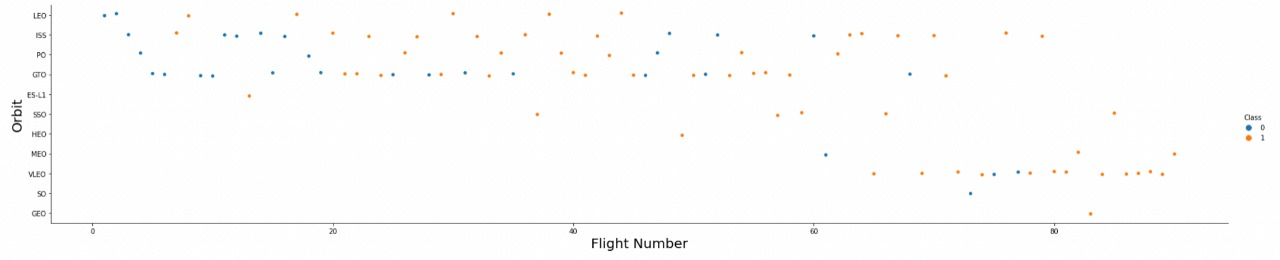 LEO
ISS
PO
GTO
ES-L1
SSO
HEO
MEO
VLEO
SO
GEO
Orbit
0 20 40 60 80
Flight Number
Class
0
1